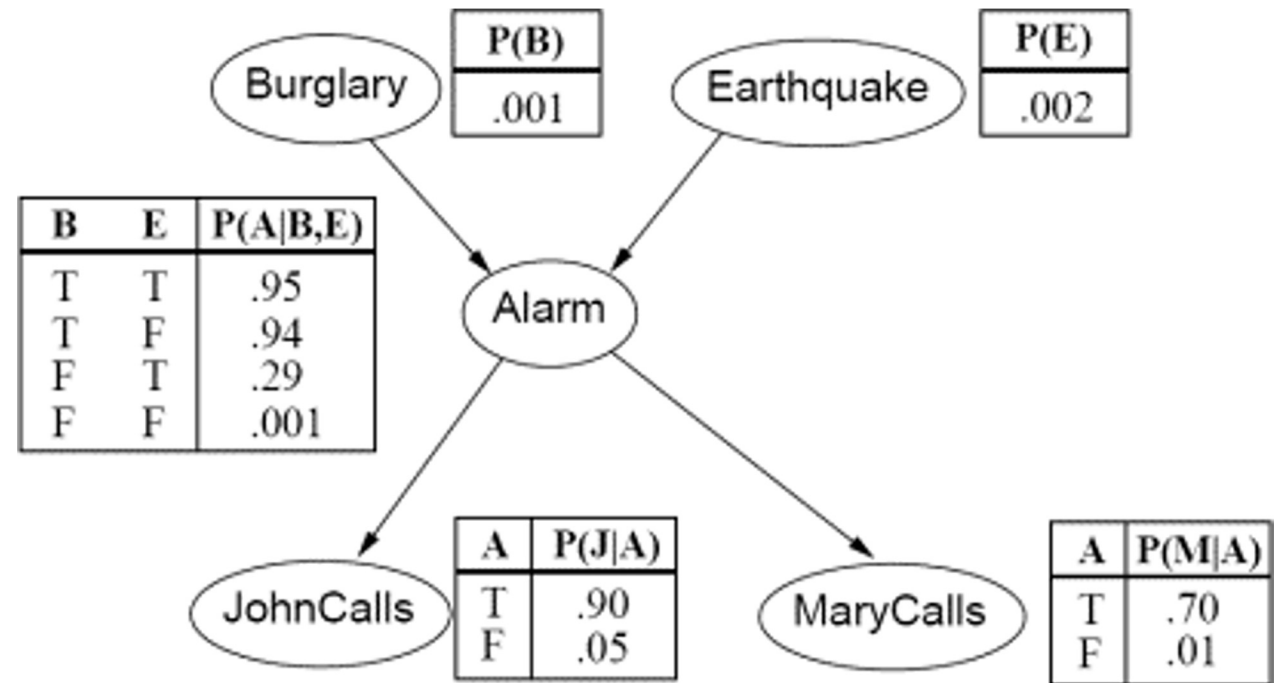 Burglary
P(B)
.001
Earthquake
P(E)
.002
B E P(A|B,E)
T T .95
T F .94
F T .29
F F .001
Alarm
JohnCalls
A P(J|A)
T .90
F .05
MaryCalls
A P(M|A)
T .70
F .01